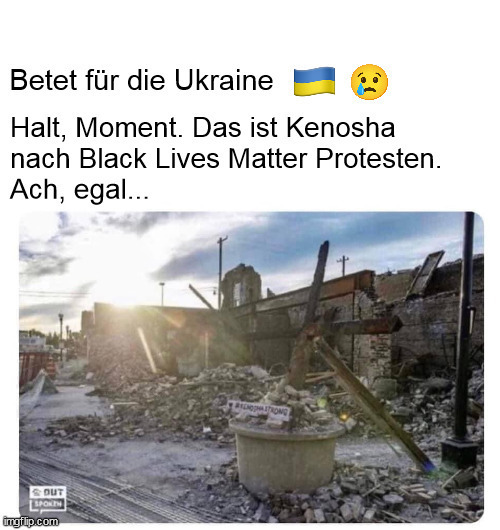 Betet für die Ukraine 🇺🇦 😢
Halt, Moment. Das ist Kenosha
nach Black Lives Matter Protesten.
Ach, egal...
#KENOSHASTRONG
OUT
SPOKEN
imgflip.com